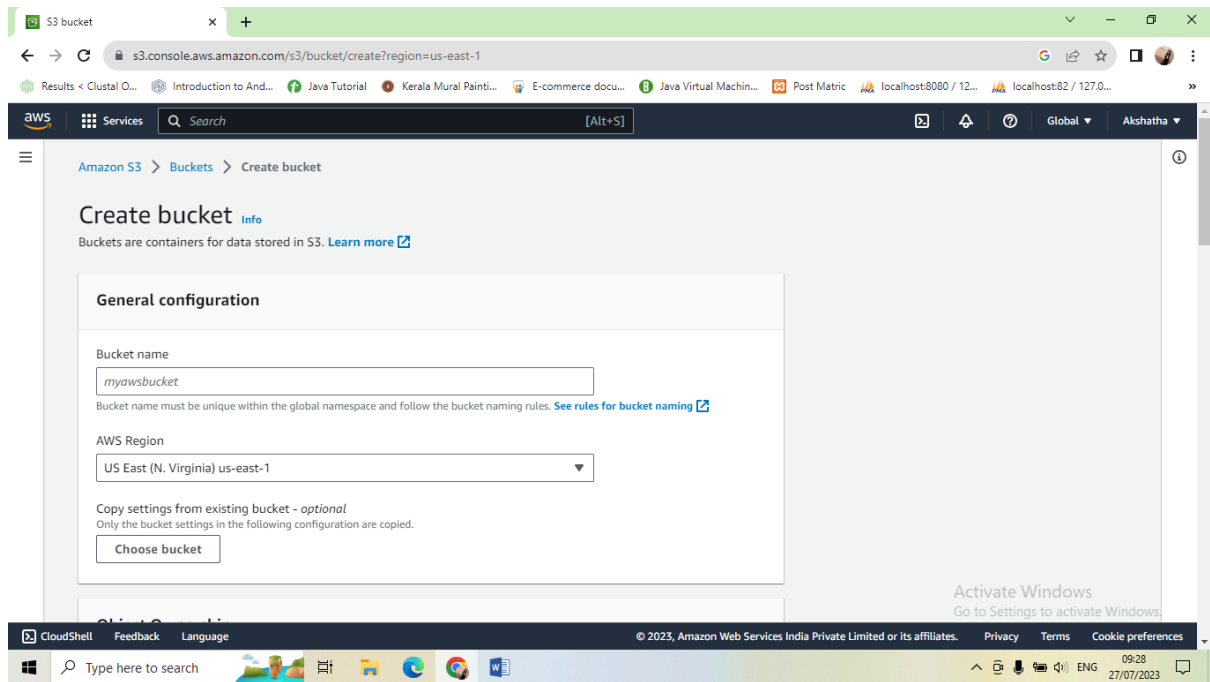 S3 bucket
s3.console.aws.amazon.com/s3/bucket/create?region=us-east-1
Results < Clustal O... Introduction to And... Java Tutorial Kerala Mural Painti... E-commerce docu... Java Virtual Machin... Post Matric localhost:8080 / 12... localhost:82 / 127.0... »
aws Services Search [Alt+S] Global Akshatha
Amazon S3 > Buckets > Create bucket
Create bucket Info
Buckets are containers for data stored in S3. Learn more
General configuration
Bucket name
myawsbucket
Bucket name must be unique within the global namespace and follow the bucket naming rules. See rules for bucket naming
AWS Region
US East (N. Virginia) us-east-1
Copy settings from existing bucket - optional
Only the bucket settings in the following configuration are copied.
Choose bucket
Activate Windows
Go to Settings to activate Windows.
CloudShell Feedback Language © 2023, Amazon Web Services India Private Limited or its affiliates. Privacy Terms Cookie preferences
Type here to search ENG 09:28
27/07/2023